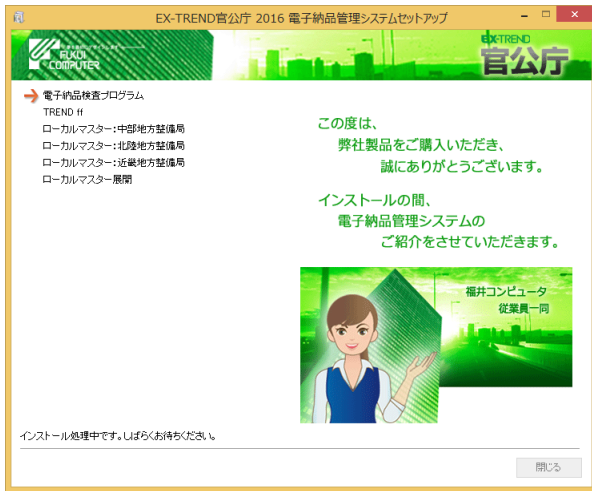 EX-TREND官公庁 2016 電子納品管理システムセットアップ
FUKUI
COMPUTER
EX-TREND
官公庁
電子納品検査プログラム
TREND ff
ローカルマスター：中部地方整備局
ローカルマスター：北陸地方整備局
ローカルマスター：近畿地方整備局
ローカルマスター展開
この度は、
弊社製品をご購入いただき、
誠にありがとうございます。
インストールの間、
電子納品管理システムの
ご紹介をさせていただきます。
福井コンピュータ
従業員一同
インストール処理中です。しばらくお待ちください。
閉じる